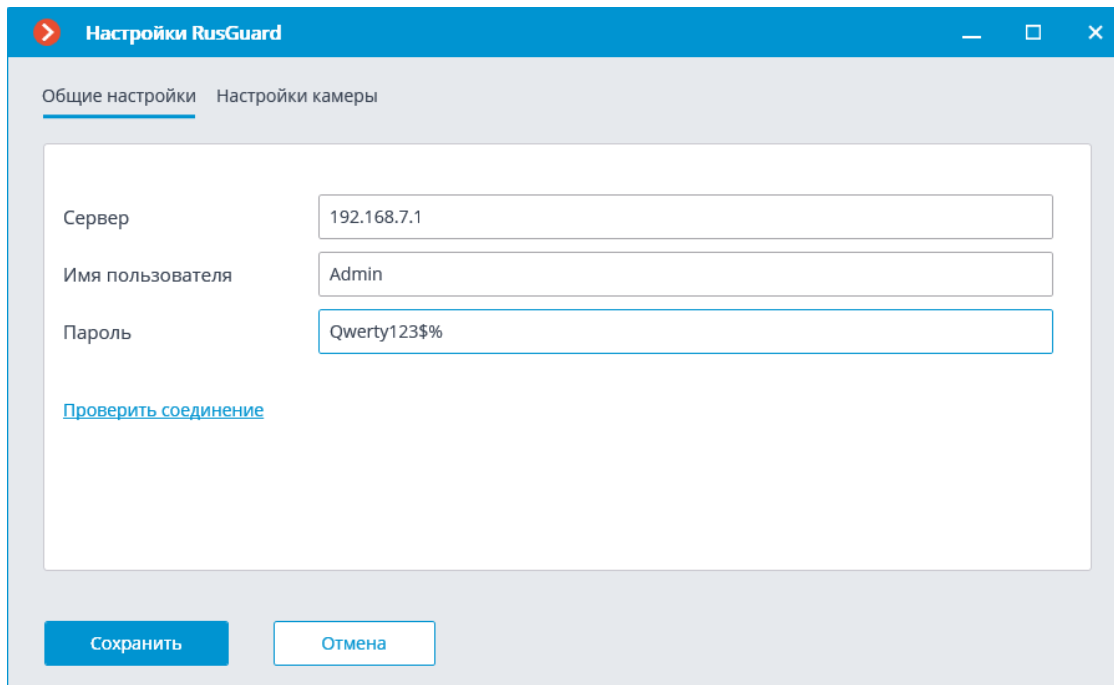 Настройки RusGuard
Общие настройки Настройки камеры
Сервер 192.168.7.1
Имя пользователя Admin
Пароль Qwerty123$%
Проверить соединение
Сохранить Отмена